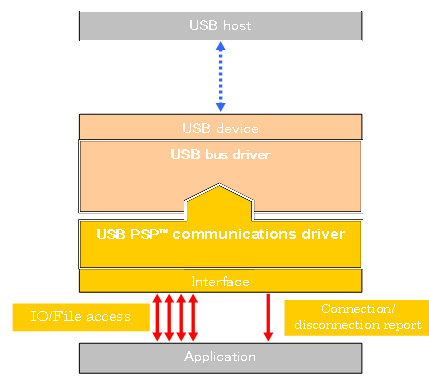 USB host
USB device
USB bus driver
USB PSP™ communications driver
Interface
IO/File access
Connection/
disconnection report
Application